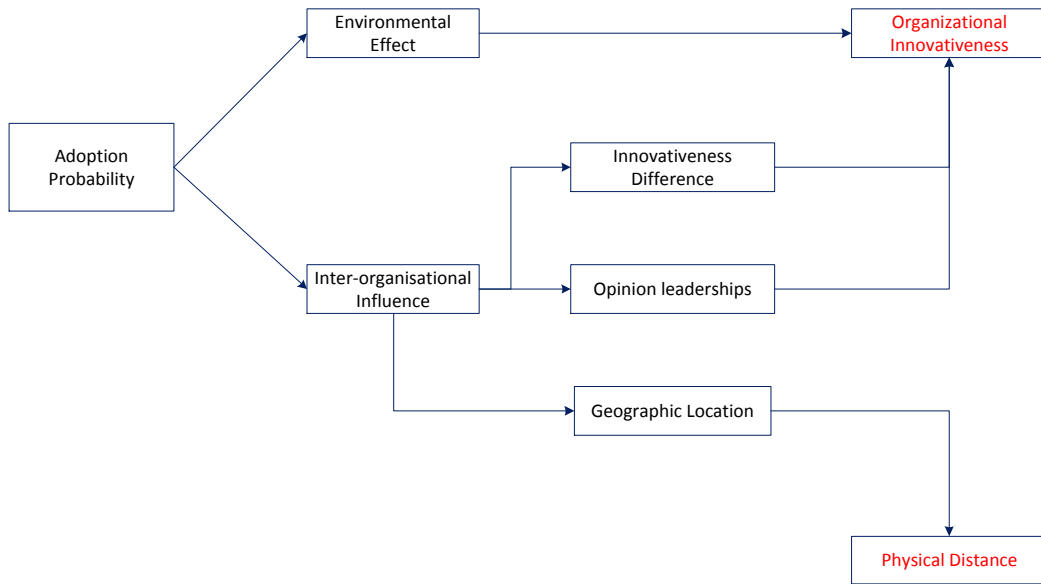 Environmental
Effect
Organizational
Innovativeness
Adoption
Probability
Innovativeness
Difference
Inter-organisational
Influence
Opinion leaderships
Geographic Location
Physical Distance